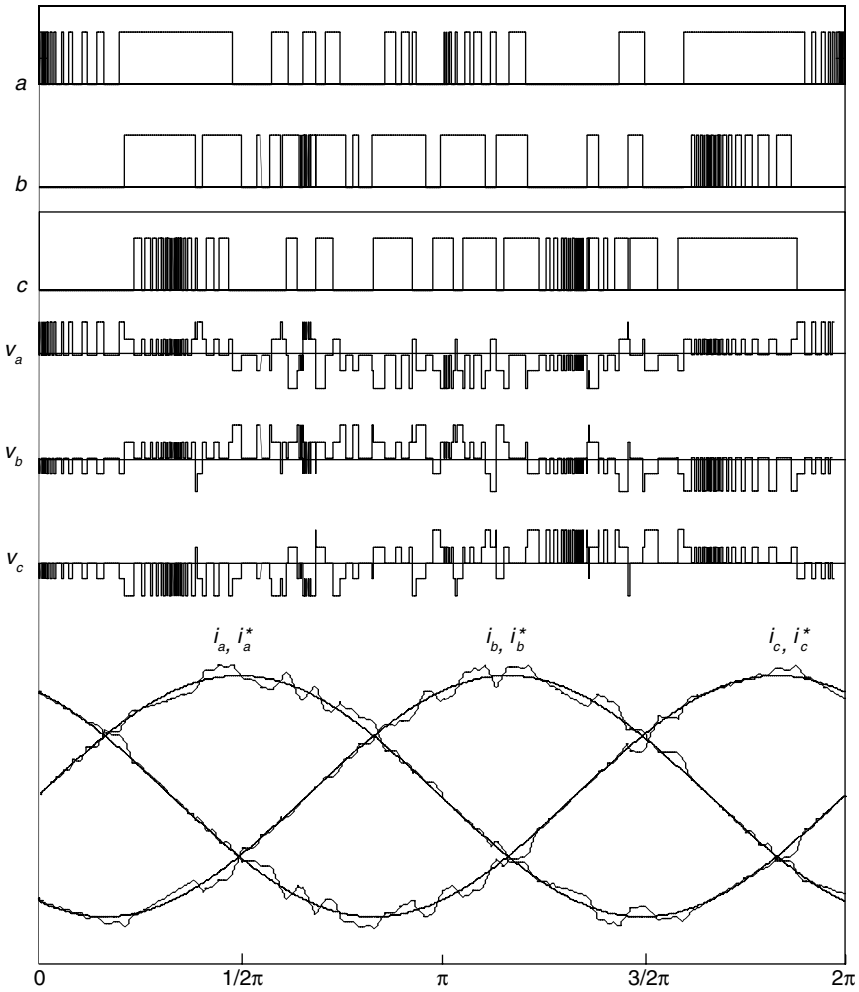 a
b
c
v_a
v_b
v_c
i_a, i_a^* i_b, i_b^* i_c, i_c^*
0 1/2π π 3/2π 2π